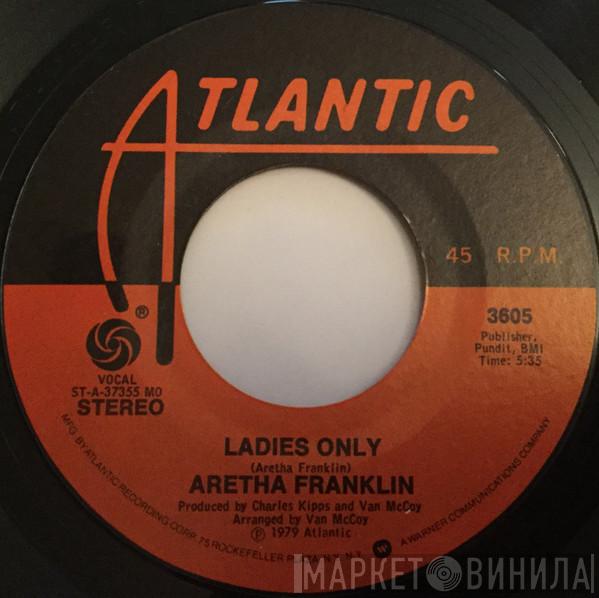 ATLANTIC
®
45 R.P.M.
3605
Publisher,
Pundit, BMI
Time: 5:35
VOCAL
ST-A-37355 MO
STEREO
LADIES ONLY
(Aretha Franklin)
ARETHA FRANKLIN
Produced by Charles Kipps and Van McCoy
Arranged by Van McCoy
℗ 1979 Atlantic
MFG. BY ATLANTIC RECORDING CORP. 75 ROCKEFELLER PLAZA, N.Y., N.Y. A WARNER COMMUNICATIONS COMPANY
МАРКЕТ ВИНИЛА